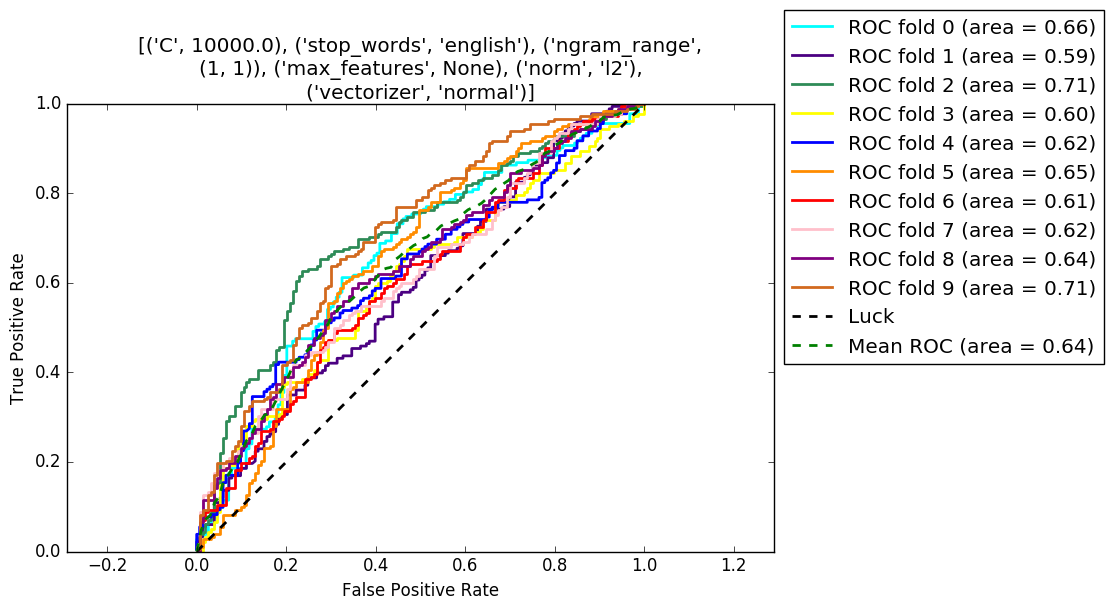 [('C', 10000.0), ('stop_words', 'english'), ('ngram_range',
(1, 1)), ('max_features', None), ('norm', 'l2'),
('vectorizer', 'normal')]
1.0
0.8
0.6
0.4
0.2
0.0
True Positive Rate
−0.2 0.0 0.2 0.4 0.6 0.8 1.0 1.2
False Positive Rate
ROC fold 0 (area = 0.66)
ROC fold 1 (area = 0.59)
ROC fold 2 (area = 0.71)
ROC fold 3 (area = 0.60)
ROC fold 4 (area = 0.62)
ROC fold 5 (area = 0.65)
ROC fold 6 (area = 0.61)
ROC fold 7 (area = 0.62)
ROC fold 8 (area = 0.64)
ROC fold 9 (area = 0.71)
Luck
Mean ROC (area = 0.64)